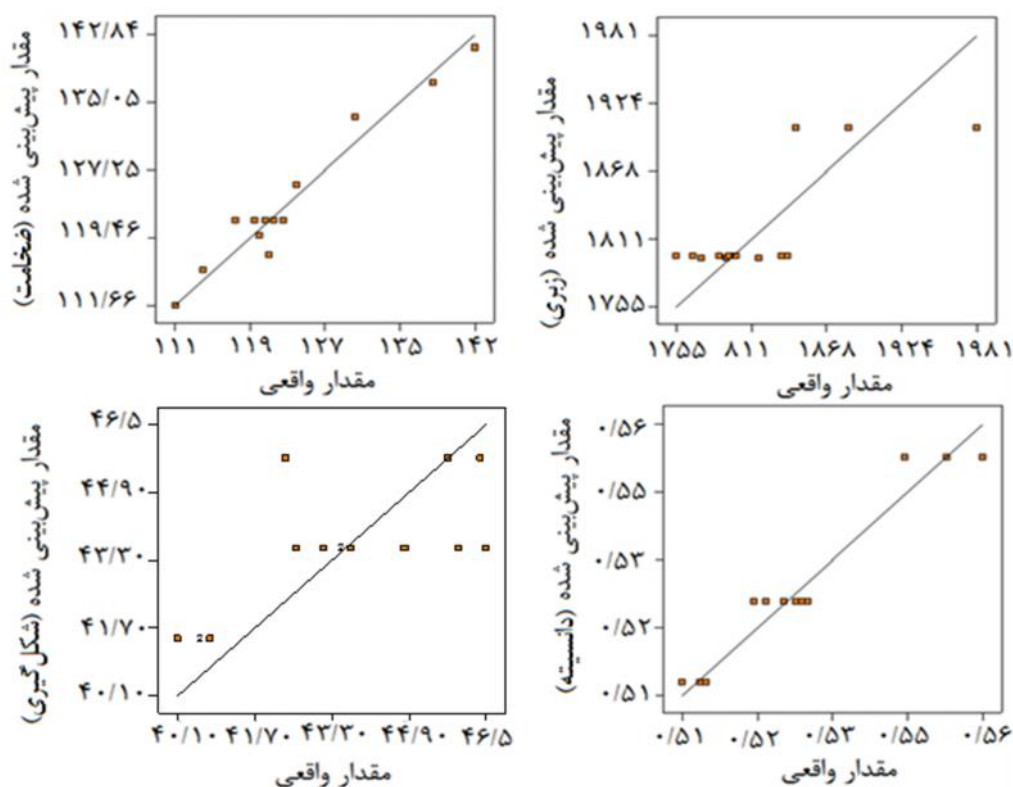 مقدار پیش‌بینی شده (ضخامت)
۱۴۲/۸۴
۱۳۵/۰۵
۱۲۷/۲۵
۱۱۹/۴۶
۱۱۱/۶۶
۱۱۱ ۱۱۹ ۱۲۷ ۱۳۵ ۱۴۲
مقدار واقعی
مقدار پیش‌بینی شده (زبری)
۱۹۸۱
۱۹۲۴
۱۸۶۸
۱۸۱۱
۱۷۵۵
۱۷۵۵ ۸۱۱ ۱۸۶۸ ۱۹۲۴ ۱۹۸۱
مقدار واقعی
مقدار پیش‌بینی شده (شکل‌گیری)
۴۶/۵
۴۴/۹۰
۴۳/۳۰
۴۱/۷۰
۴۰/۱۰
2
2
۴۰/۱۰ ۴۱/۷۰ ۴۳/۳۰ ۴۴/۹۰ ۴۶/۵
مقدار واقعی
مقدار پیش‌بینی شده (دانسیته)
۰/۵۶
۰/۵۵
۰/۵۳
۰/۵۲
۰/۵۱
۰/۵۱ ۰/۵۲ ۰/۵۳ ۰/۵۵ ۰/۵۶
مقدار واقعی